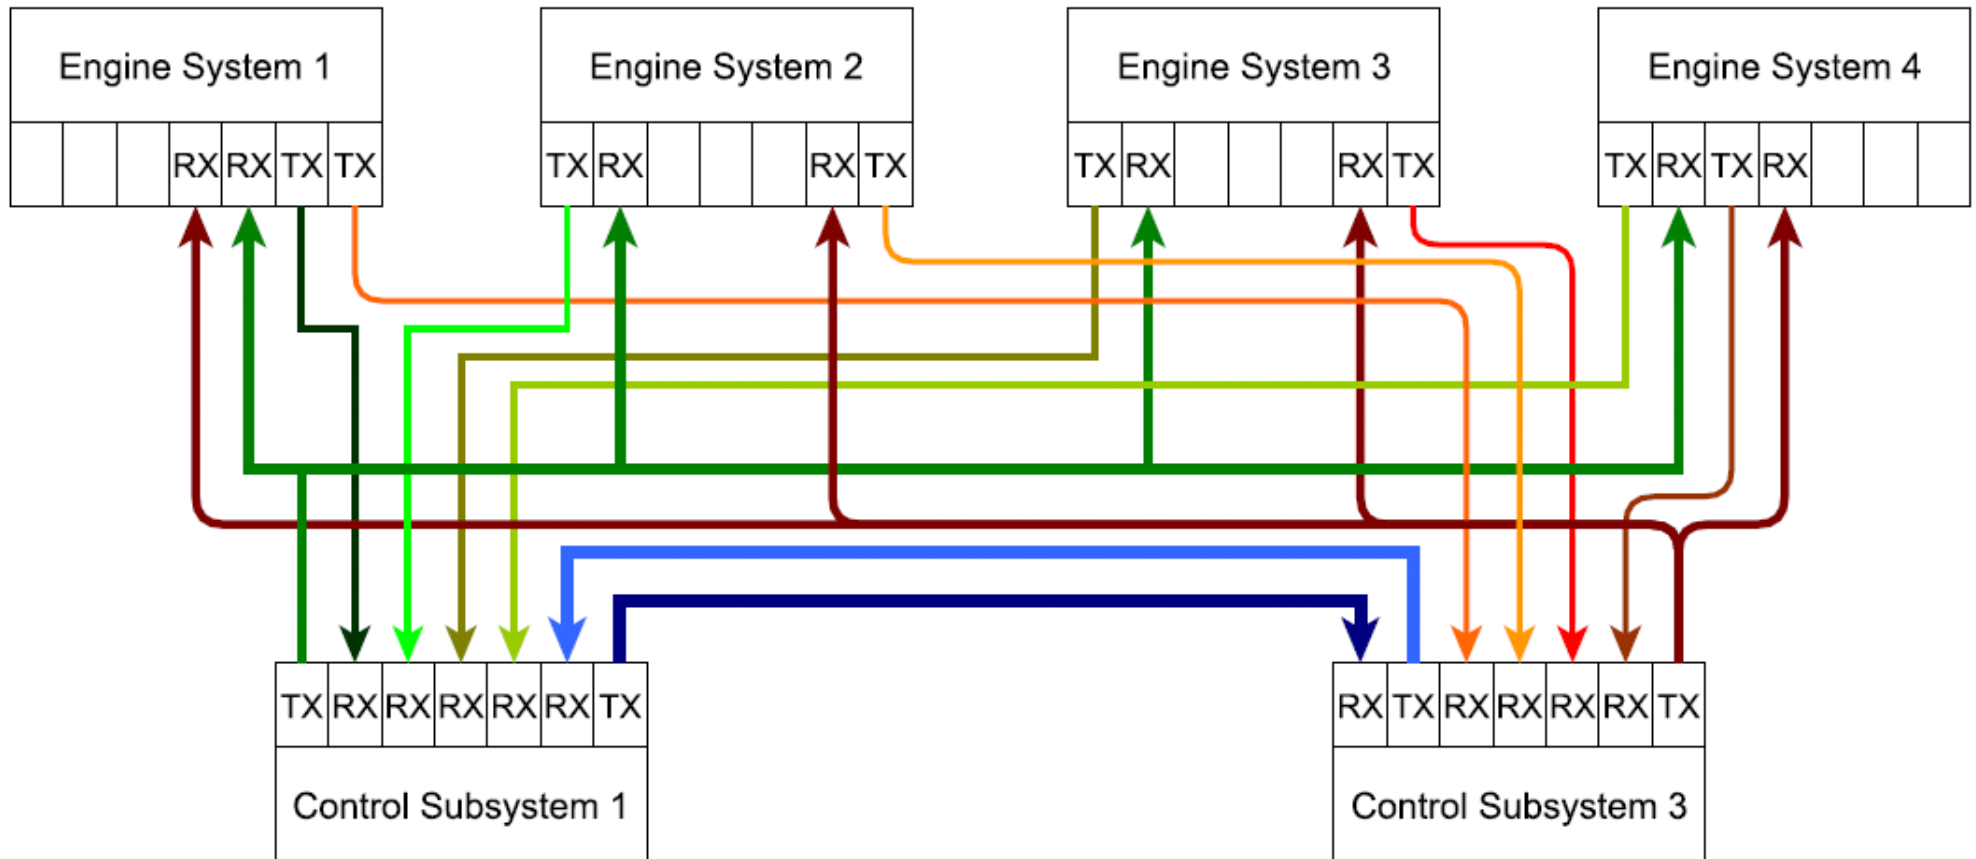 Engine System 1
Engine System 2
Engine System 3
Engine System 4
RX RX TX TX
TX RX RX TX
TX RX RX TX
TX RX TX RX
TX RX RX RX RX RX TX
RX TX RX RX RX RX TX
Control Subsystem 1
Control Subsystem 3